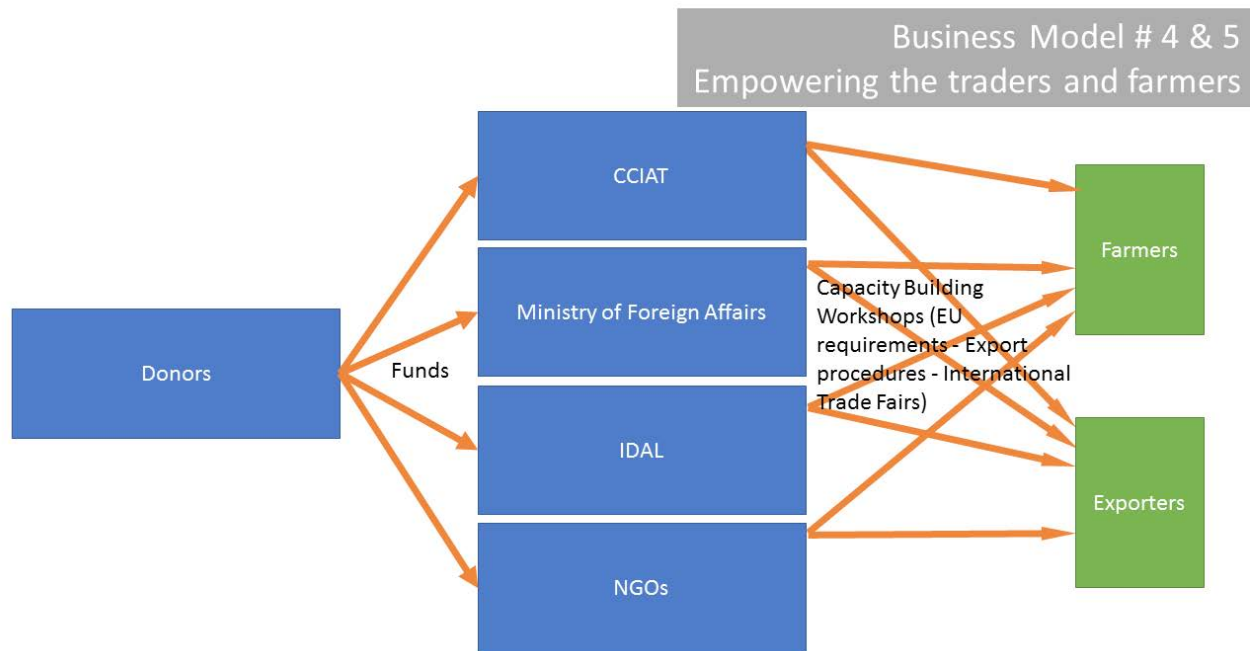 Business Model # 4 & 5
Empowering the traders and farmers
CCIAT
Farmers
Ministry of Foreign Affairs
Capacity Building
Workshops (EU
requirements - Export
procedures - International
Trade Fairs)
Donors
Funds
IDAL
Exporters
NGOs